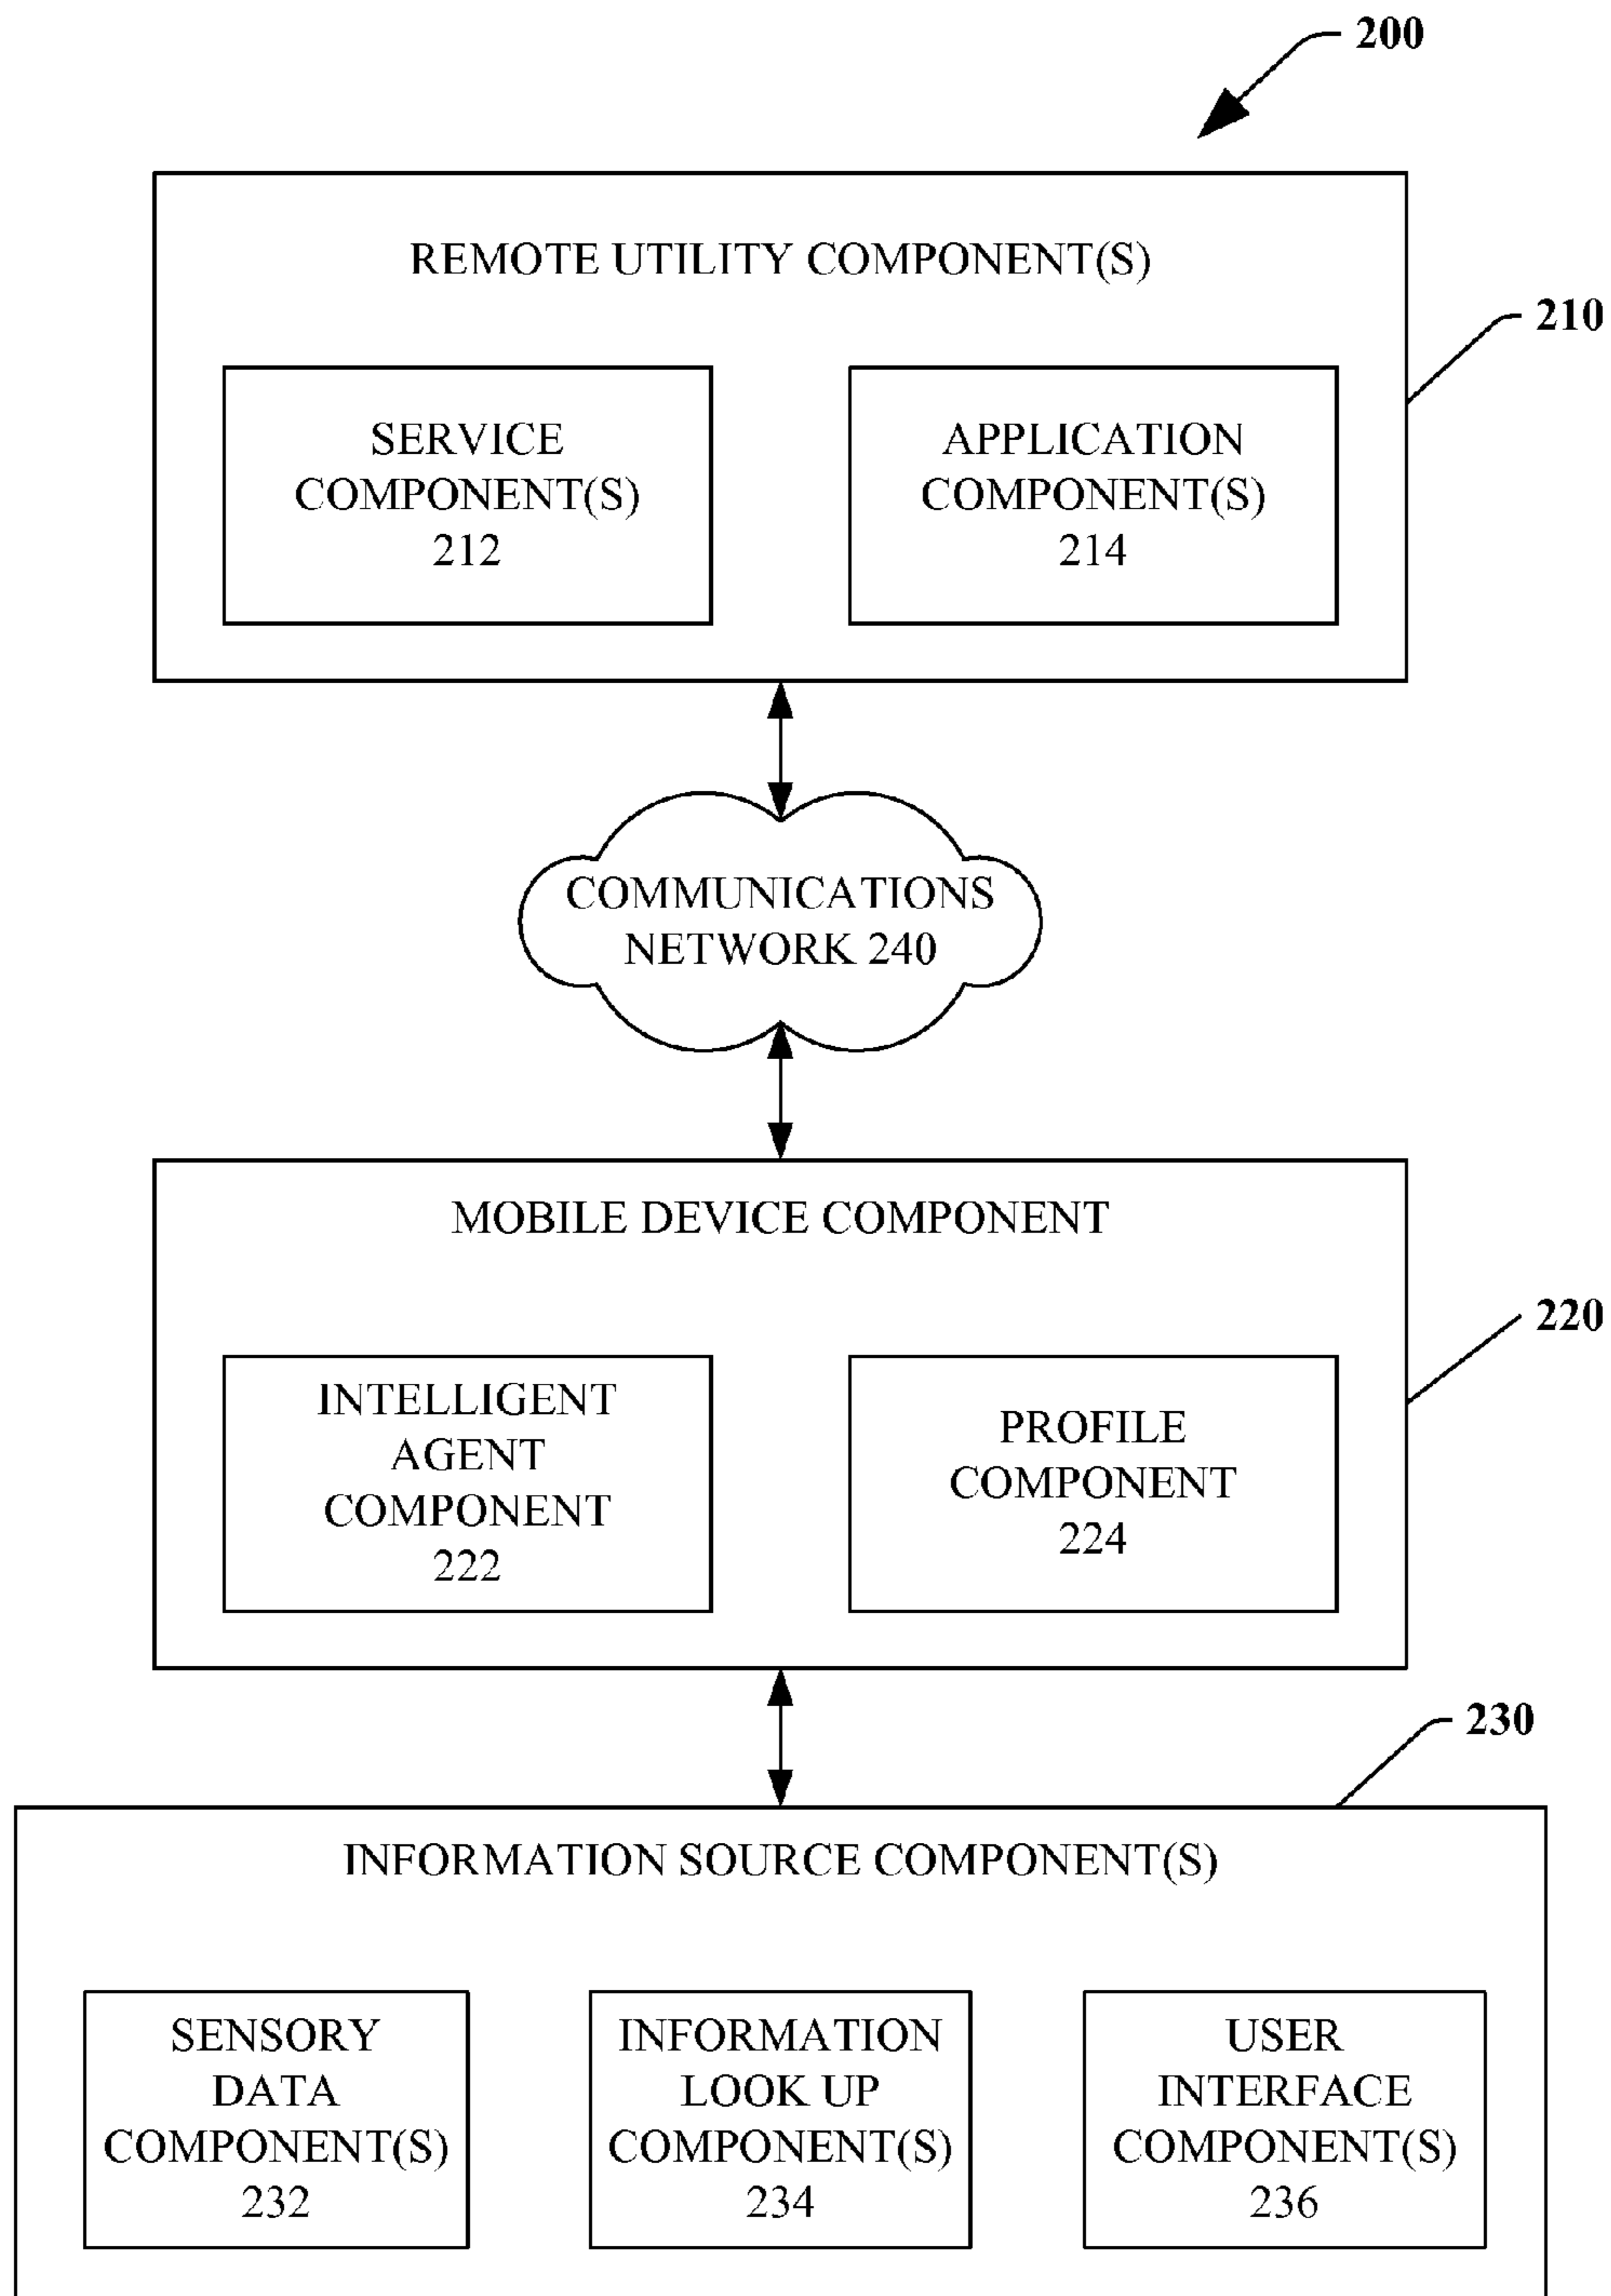 200
REMOTE UTILITY COMPONENT(S)
210
SERVICE
COMPONENT(S)
212
APPLICATION
COMPONENT(S)
214
COMMUNICATIONS
NETWORK 240
MOBILE DEVICE COMPONENT
220
INTELLIGENT
AGENT
COMPONENT
222
PROFILE
COMPONENT
224
230
INFORMATION SOURCE COMPONENT(S)
SENSORY
DATA
COMPONENT(S)
232
INFORMATION
LOOK UP
COMPONENT(S)
234
USER
INTERFACE
COMPONENT(S)
236